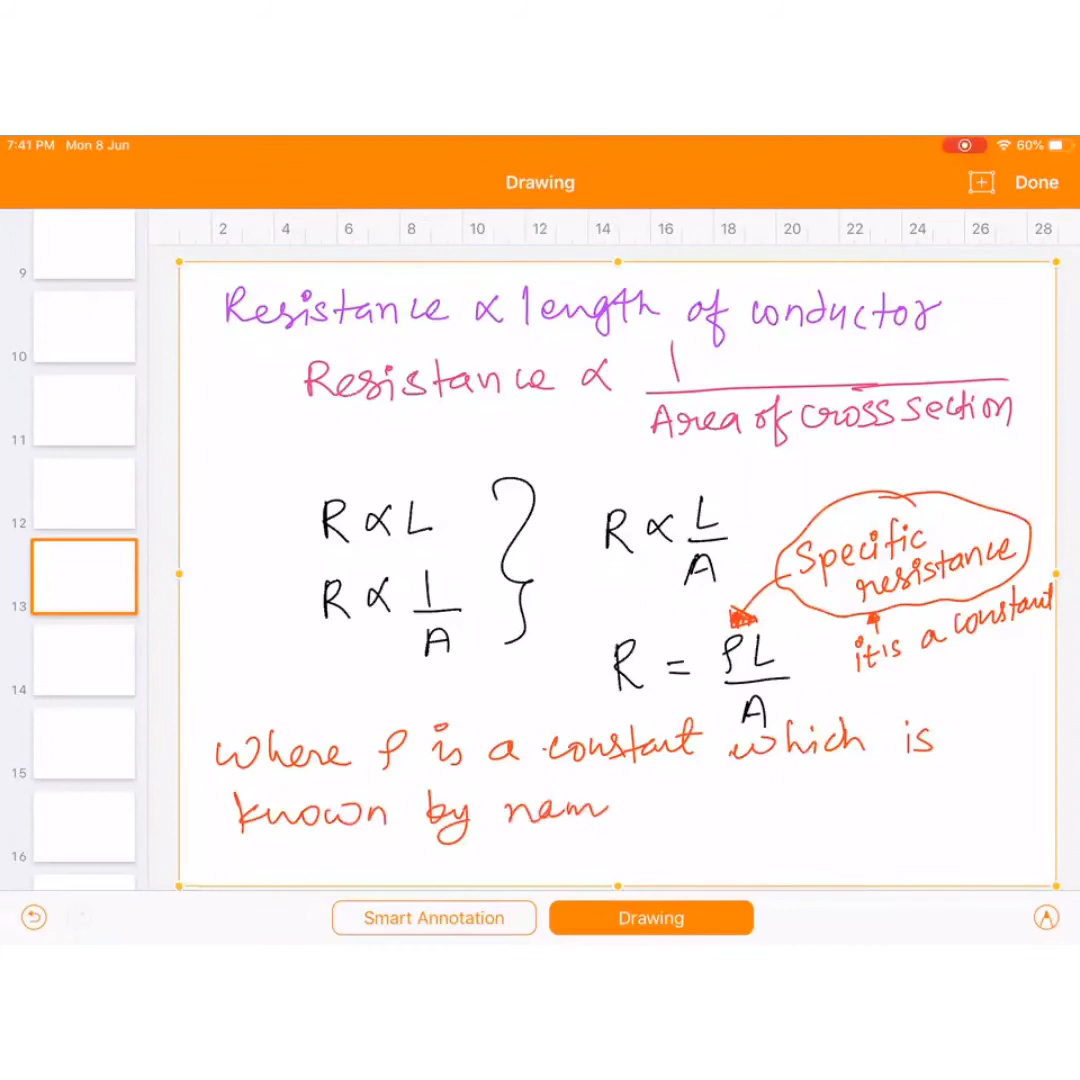 7:41 PM Mon 8 Jun
60%
Drawing
Done
2 4 6 8 10 12 14 16 18 20 22 24 26 28
9
10
11
12
13
14
15
16
Resistance ∝ length of conductor
Resistance ∝ 1
Area of cross section
R ∝ L
R ∝ 1
A
R ∝ L
A
Specific
resistance
it is a constant
R = ρL
A
where ρ is a constant which is
known by nam
Smart Annotation
Drawing